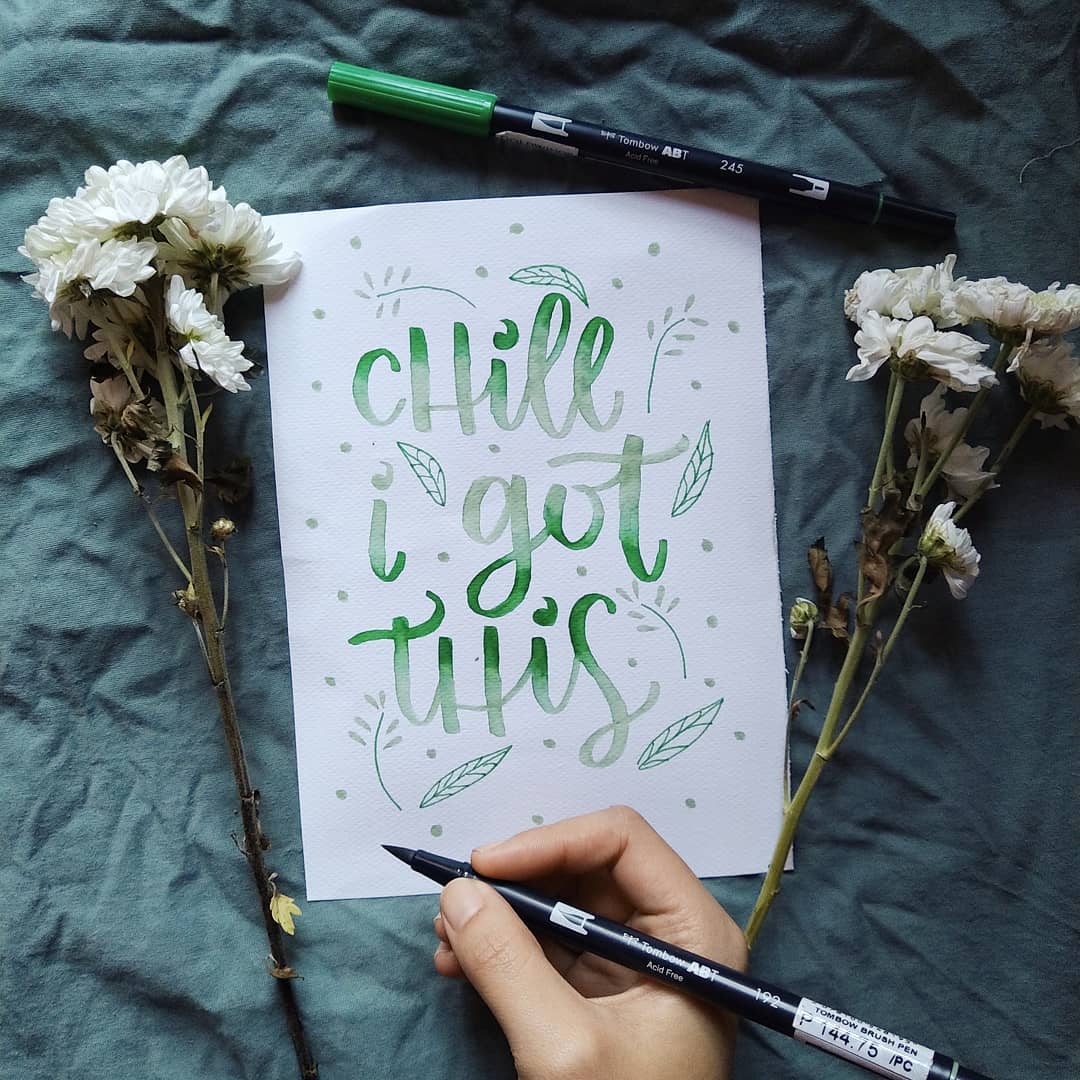 Tombow ABT 245
Acid Free
cHill
i got
tHis
Tombow ABT 192
Acid Free
TOMBOW BRUSH PEN
P 144.75 /PC